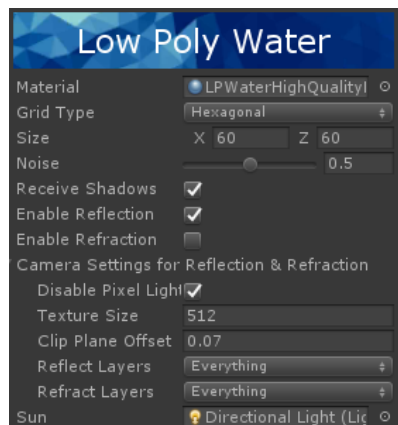 Low Poly Water
Material LPWaterHighQuality
Grid Type Hexagonal
Size X 60 Z 60
Noise 0.5
Receive Shadows
Enable Reflection
Enable Refraction
Camera Settings for Reflection & Refraction
Disable Pixel Light
Texture Size 512
Clip Plane Offset 0.07
Reflect Layers Everything
Refract Layers Everything
Sun Directional Light (Lig